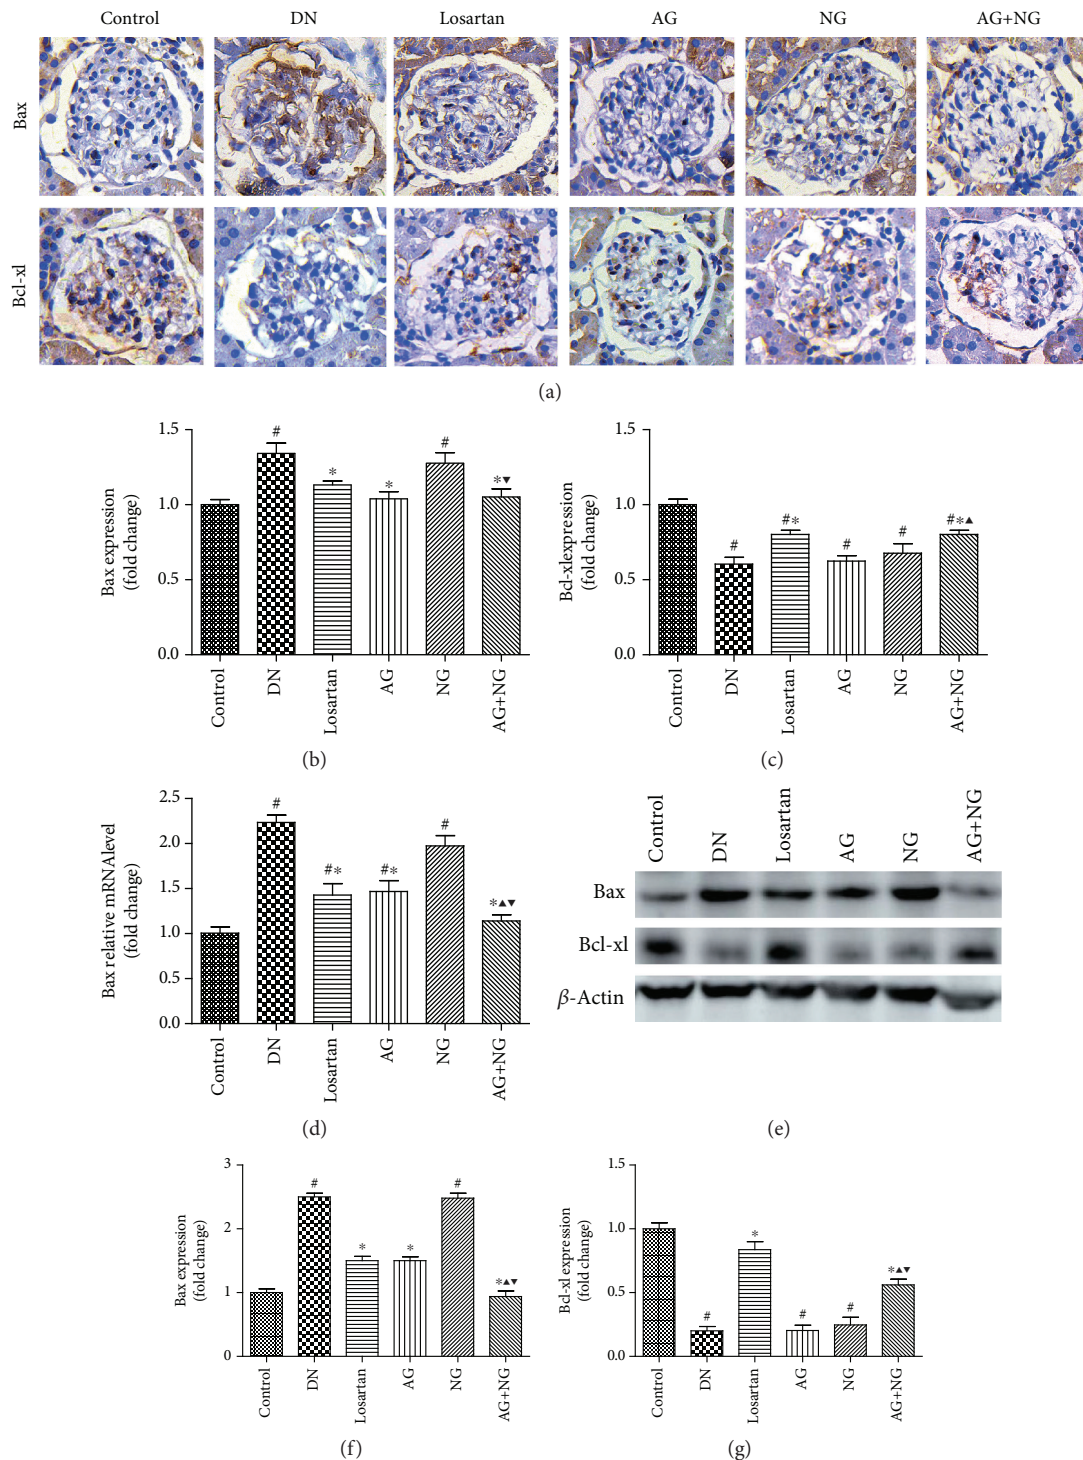 Control DN Losartan AG NG AG+NG
Bax
Bcl-xl
(a)
Bax expression
(fold change)
1.5
1.0
0.5
0.0
#
*
*
#
*▼
Control DN Losartan AG NG AG+NG
(b)
Bcl-xlexpression
(fold change)
1.5
1.0
0.5
0.0
#
#*
#
#
#*▲
Control DN Losartan AG NG AG+NG
(c)
Bax relative mRNAlevel
(fold change)
2.5
2.0
1.5
1.0
0.5
0.0
#
#*
#*
#
*▲▼
Control DN Losartan AG NG AG+NG
(d)
Control DN Losartan AG NG AG+NG
Bax
Bcl-xl
β-Actin
(e)
Bax expression
(fold change)
3
2
1
0
#
*
*
#
*▲▼
Control DN Losartan AG NG AG+NG
(f)
Bcl-xl expression
(fold change)
1.5
1.0
0.5
0.0
#
*
#
#
*▲▼
Control DN Losartan AG NG AG+NG
(g)